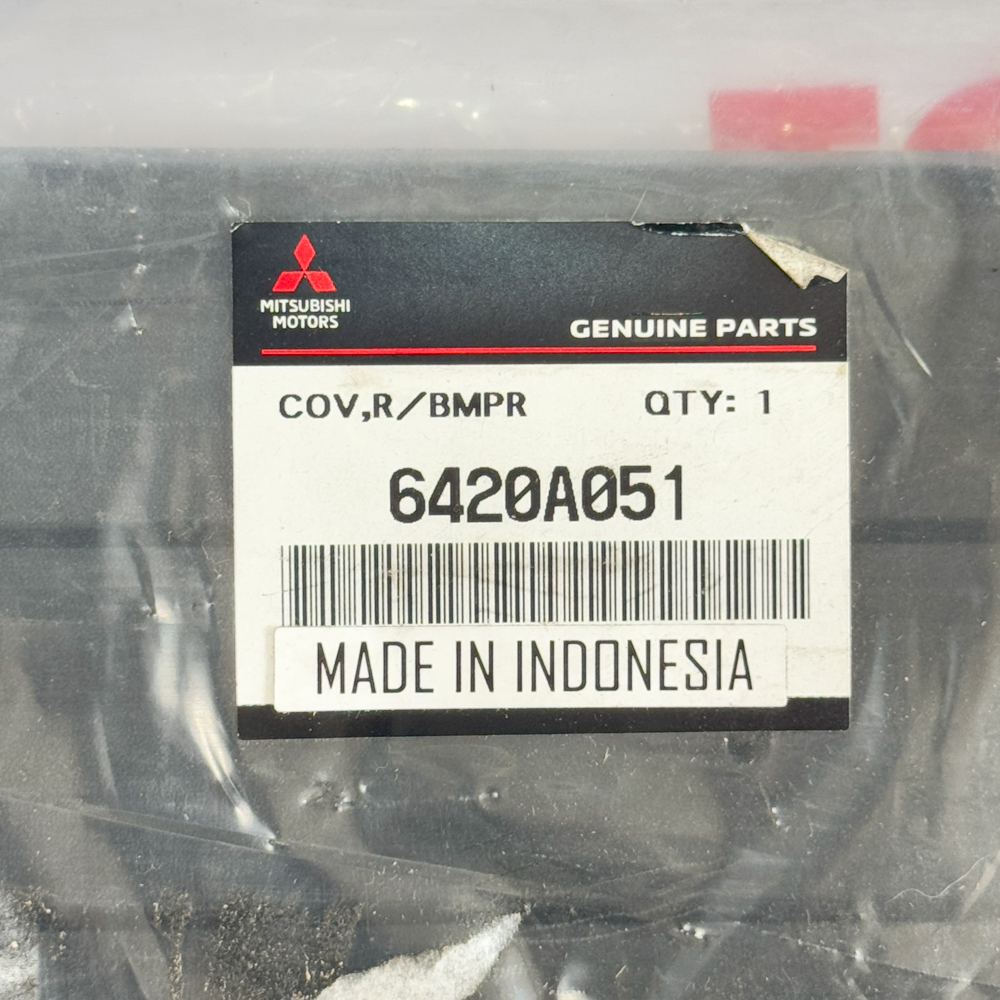 MITSUBISHI
MOTORS
GENUINE PARTS
COV,R/BMPR QTY: 1
6420A051
MADE IN INDONESIA